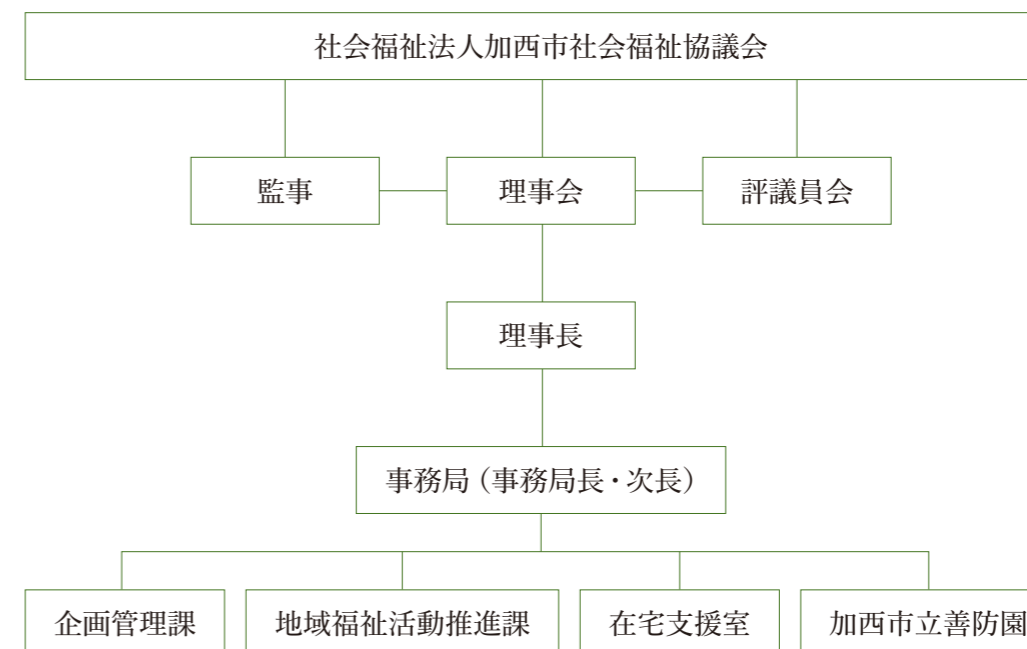 社会福祉法人加西市社会福祉協議会
監事
理事会
評議員会
理事長
事務局（事務局長・次長）
企画管理課
地域福祉活動推進課
在宅支援室
加西市立善防園